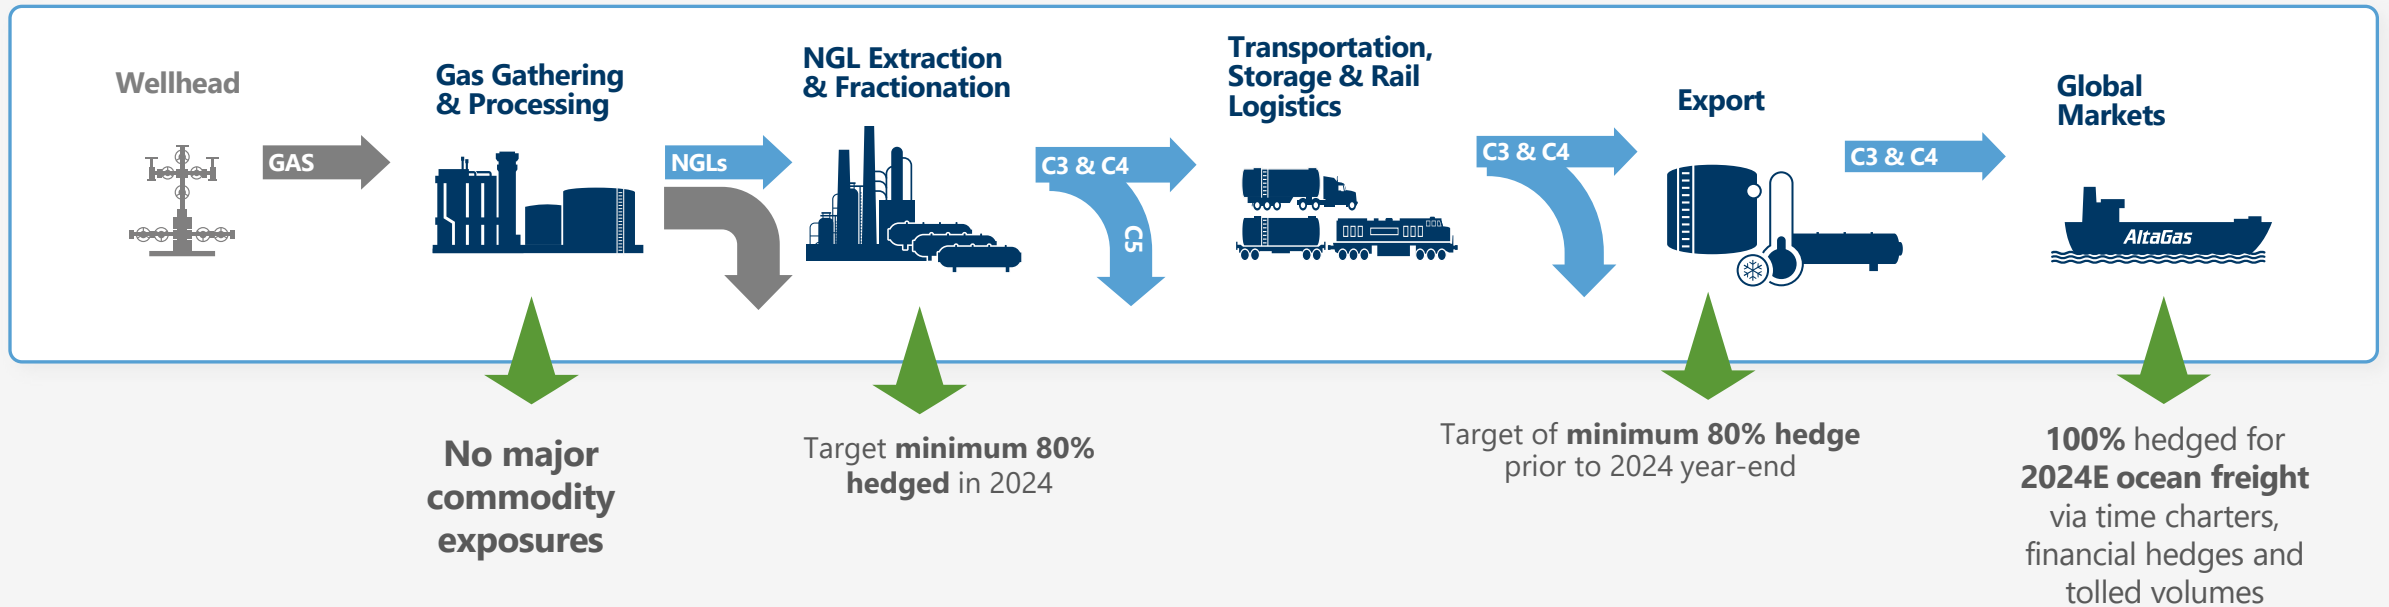 Wellhead
GAS
Gas Gathering
& Processing
NGLs
NGL Extraction
& Fractionation
C3 & C4
C5
Transportation,
Storage & Rail
Logistics
C3 & C4
Export
C3 & C4
Global
Markets
AltaGas
No major
commodity
exposures
Target minimum 80%
hedged in 2024
Target of minimum 80% hedge
prior to 2024 year-end
100% hedged for
2024E ocean freight
via time charters,
financial hedges and
tolled volumes